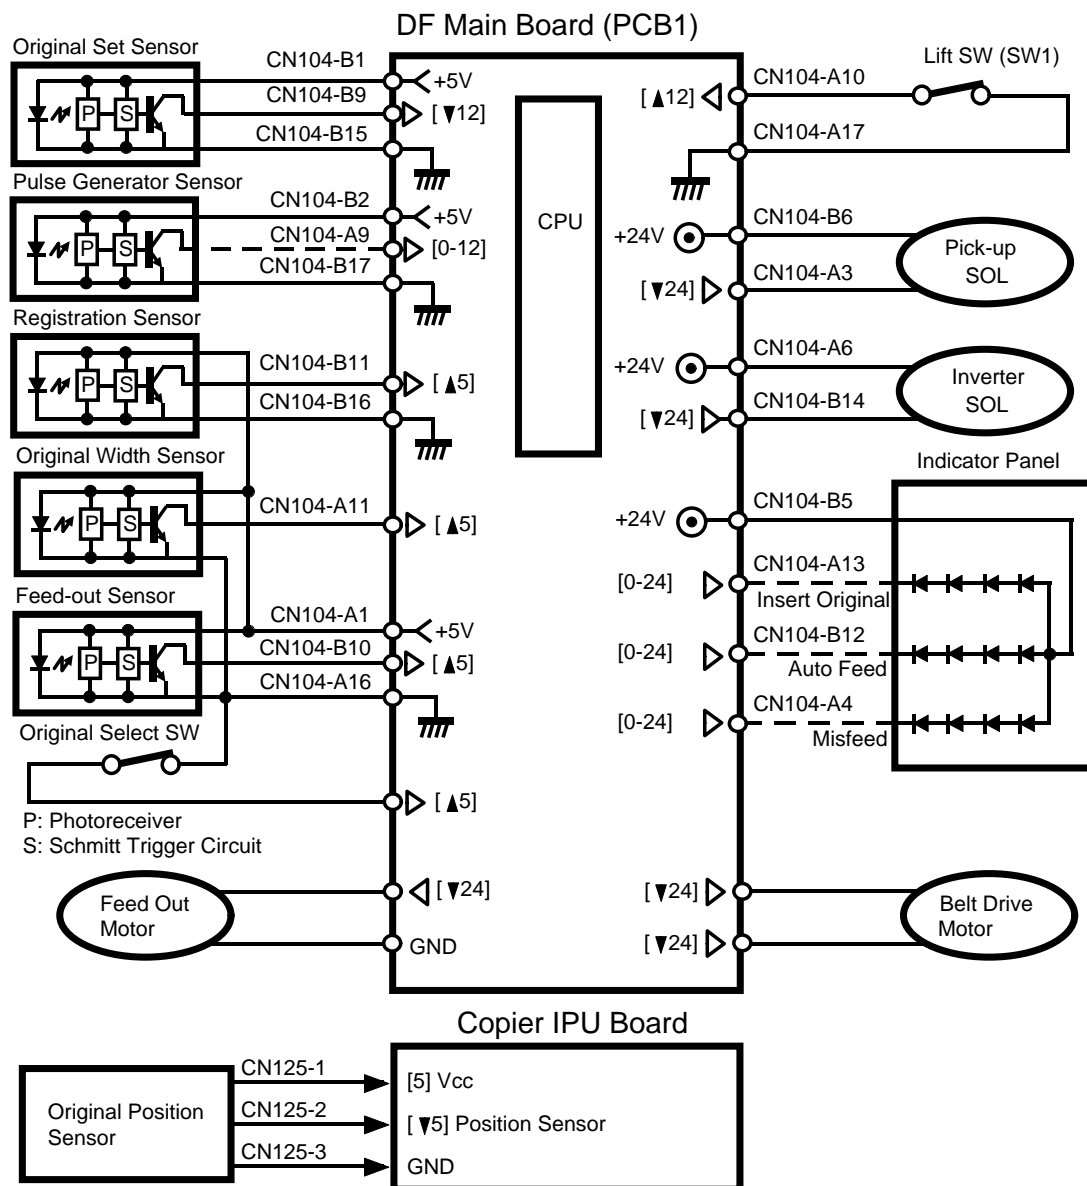 DF Main Board (PCB1)
Original Set Sensor
CN104-B1
+5V
CN104-B9
[▼12]
CN104-B15
P
S
Pulse Generator Sensor
CN104-B2
+5V
CN104-A9
[0-12]
CN104-B17
P
S
Registration Sensor
CN104-B11
[▲5]
CN104-B16
P
S
Original Width Sensor
CN104-A11
[▲5]
P
S
Feed-out Sensor
CN104-A1
+5V
CN104-B10
[▲5]
CN104-A16
P
S
Original Select SW
[▲5]
P: Photoreceiver
S: Schmitt Trigger Circuit
Feed Out
Motor
[▼24]
GND
CPU
Lift SW (SW1)
[▲12]
CN104-A10
CN104-A17
+24V
CN104-B6
[▼24]
CN104-A3
Pick-up
SOL
+24V
CN104-A6
[▼24]
CN104-B14
Inverter
SOL
Indicator Panel
+24V
CN104-B5
[0-24]
CN104-A13
Insert Original
[0-24]
CN104-B12
Auto Feed
[0-24]
CN104-A4
Misfeed
[▼24]
[▼24]
Belt Drive
Motor
Copier IPU Board
Original Position
Sensor
CN125-1
[5] Vcc
CN125-2
[▼5] Position Sensor
CN125-3
GND